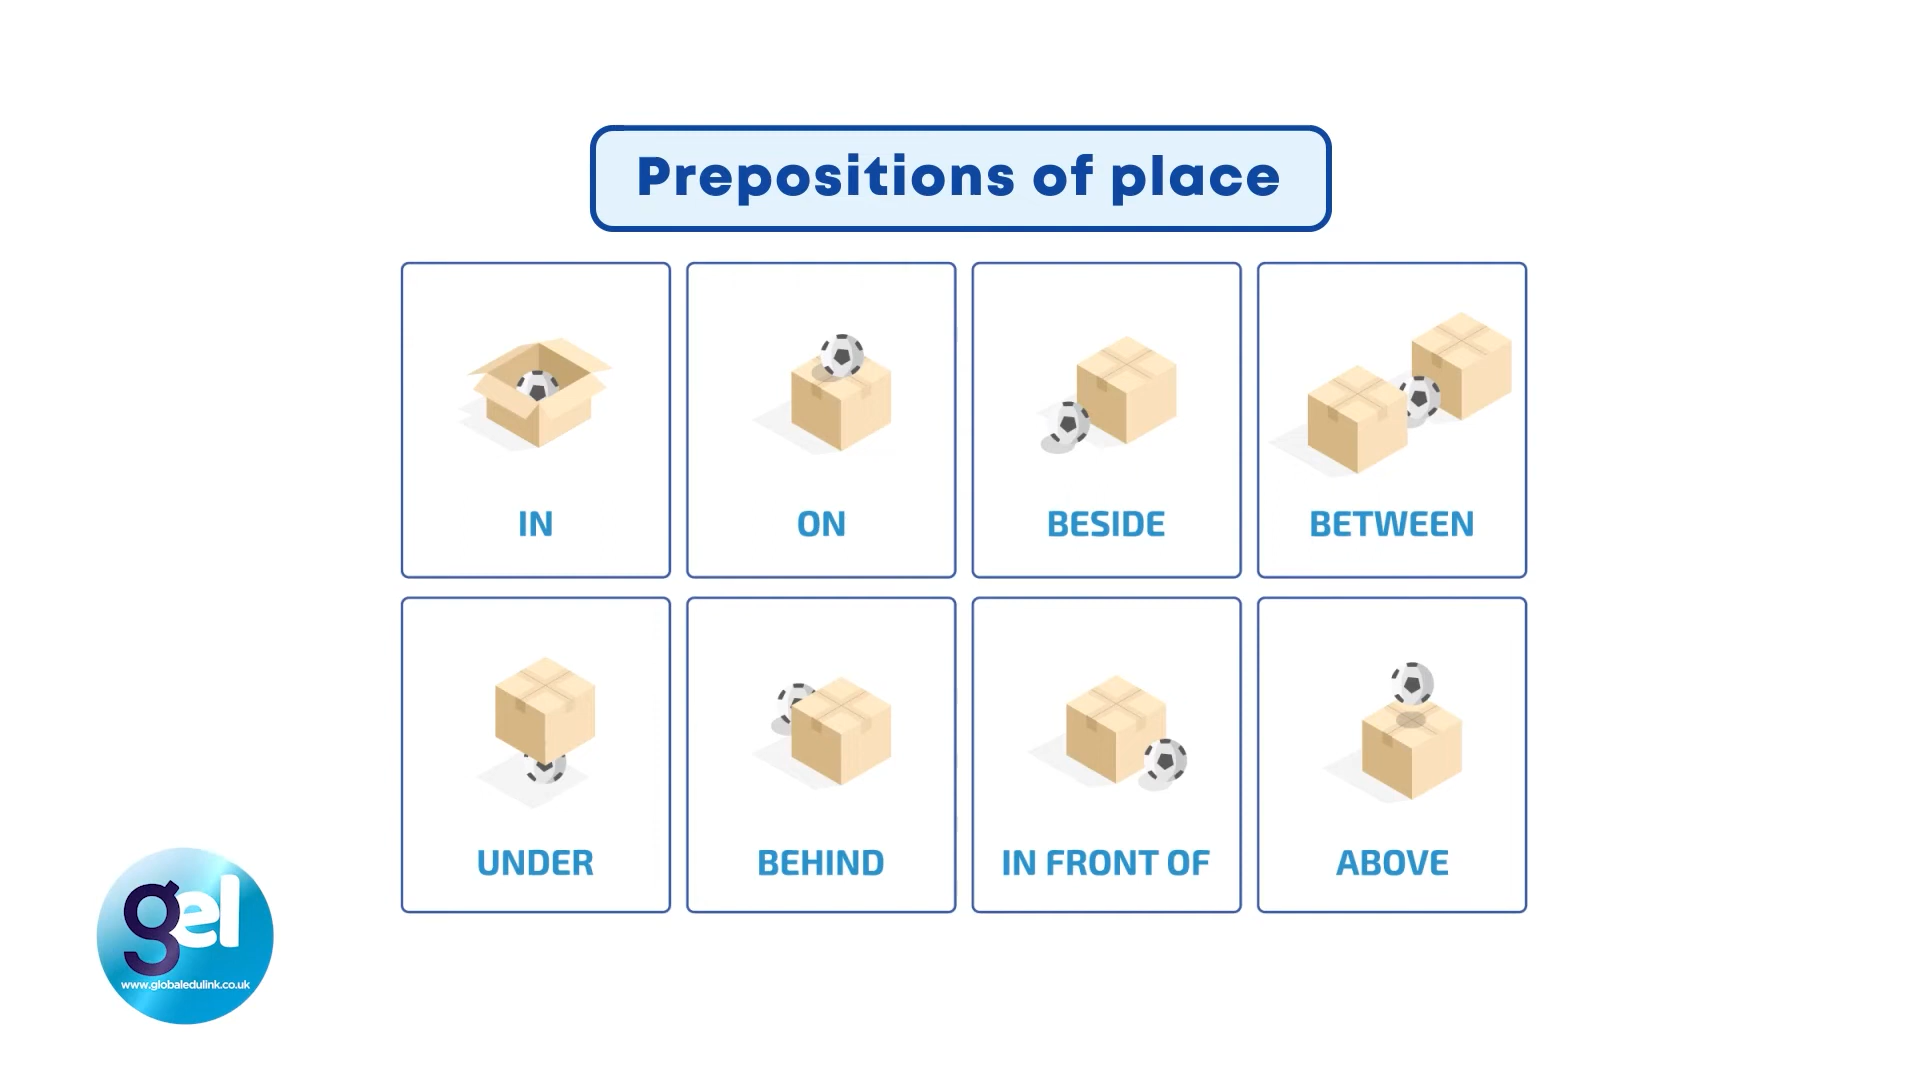 Prepositions of place
IN
ON
BESIDE
BETWEEN
UNDER
BEHIND
IN FRONT OF
ABOVE
gel
www.globaledulink.co.uk